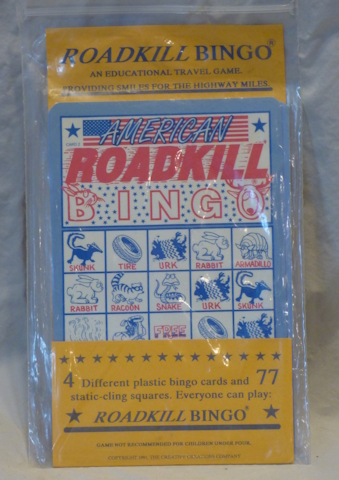 ROADKILL BINGO®
AN EDUCATIONAL TRAVEL GAME.
PROVIDING SMILES FOR THE HIGHWAY MILES.
AMERICAN
ROADKILL
BINGO
SKUNK TIRE URK RABBIT ARMADILLO
RABBIT RACOON SNAKE URK SKUNK
FREE
4 Different plastic bingo cards and 77
static-cling squares. Everyone can play:
ROADKILL BINGO®
GAME NOT RECOMMENDED FOR CHILDREN UNDER FOUR.